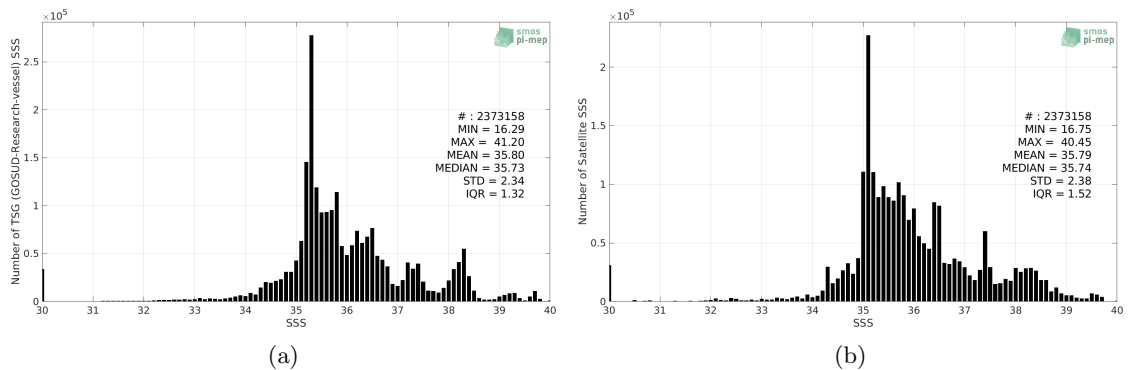 ×10⁵
smos
pi-mep
2.5
2
1.5
1
0.5
0
Number of TSG (GOSUD-Research-vessel) SSS
# : 2373158
MIN = 16.29
MAX = 41.20
MEAN = 35.80
MEDIAN = 35.73
STD = 2.34
IQR = 1.32
30 31 32 33 34 35 36 37 38 39 40
SSS
(a)
×10⁵
smos
pi-mep
2
1.5
1
0.5
0
Number of Satellite SSS
# : 2373158
MIN = 16.75
MAX = 40.45
MEAN = 35.79
MEDIAN = 35.74
STD = 2.38
IQR = 1.52
30 31 32 33 34 35 36 37 38 39 40
SSS
(b)